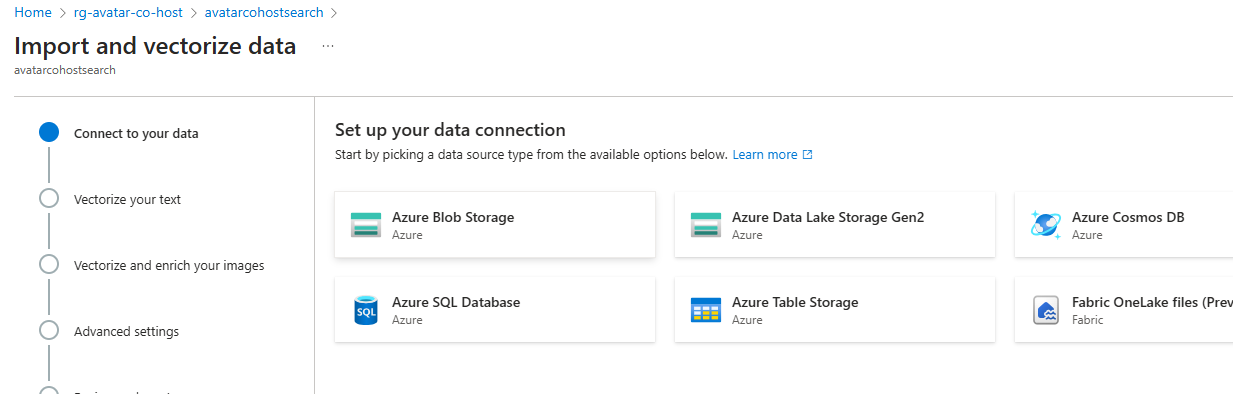 Home > rg-avatar-co-host > avatarcohostsearch >
Import and vectorize data ...
avatarcohostsearch
Connect to your data
Vectorize your text
Vectorize and enrich your images
Advanced settings
Set up your data connection
Start by picking a data source type from the available options below. Learn more
Azure Blob Storage
Azure
Azure Data Lake Storage Gen2
Azure
Azure Cosmos DB
Azure
Azure SQL Database
Azure
Azure Table Storage
Azure
Fabric OneLake files (Prev
Fabric